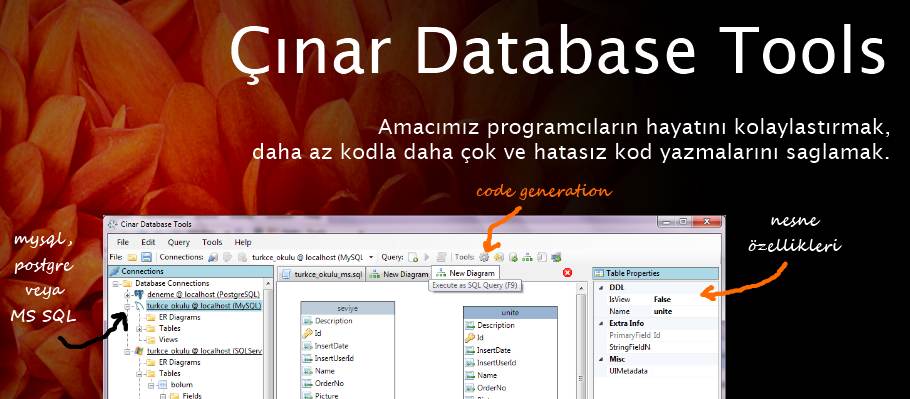 Çınar Database Tools
Amacımız programcıların hayatını kolaylastırmak,
daha az kodla daha çok ve hatasız kod yazmalarını saglamak.
code generation
nesne
özellikleri
mysql,
postgre
veya
MS SQL
Cinar Database Tools
File Edit Query Tools Help
File: Connections: turkce_okulu @ localhost (MySQL Query: Tools:
Connections
Database Connections
deneme @ localhost (PostgreSQL)
turkce_okulu @ localhost (MySQL)
ER Diagrams
Tables
Views
turkce_okulu @ localhost (SQLServ
ER Diagrams
Tables
bolum
Fields
turkce_okulu_ms.sql New Diagram New Diagram
Execute as SQL Query (F9)
seviye
Description
Id
InsertDate
InsertUserId
Name
OrderNo
Picture
unite
Description
Id
InsertDate
InsertUserId
Name
OrderNo
Table Properties
DDL
IsView False
Name unite
Extra Info
PrimaryField Id
StringFieldN
Misc
UIMetadata